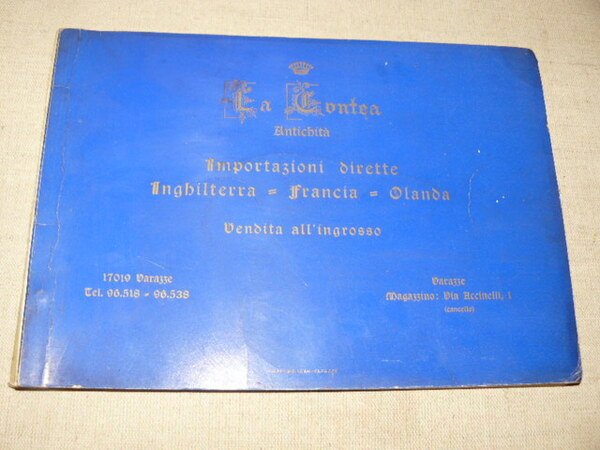 La Contea
Antichità
Importazioni dirette
Inghilterra = Francia = Olanda
Vendita all'ingrosso
17019 Varazze
Tel. 96.518 - 96.538
Varazze
Magazzino: Via Accinelli, 1
(cancello)